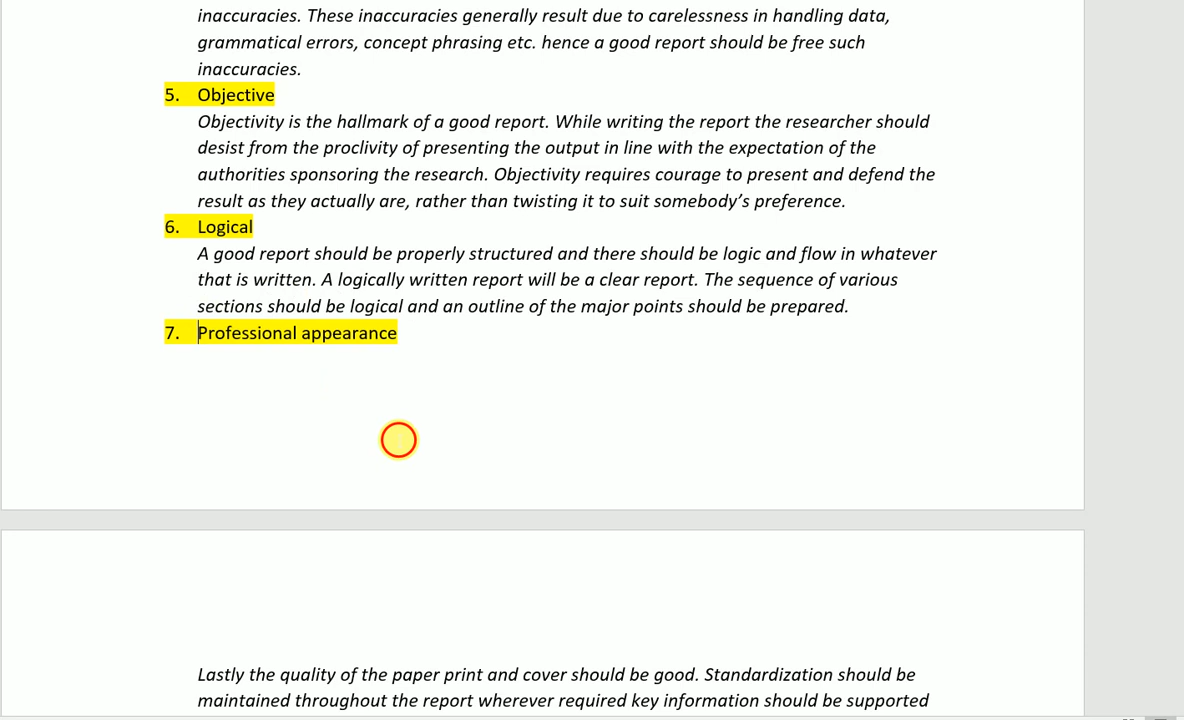 inaccuracies. These inaccuracies generally result due to carelessness in handling data,
grammatical errors, concept phrasing etc. hence a good report should be free such
inaccuracies.
5. Objective
Objectivity is the hallmark of a good report. While writing the report the researcher should
desist from the proclivity of presenting the output in line with the expectation of the
authorities sponsoring the research. Objectivity requires courage to present and defend the
result as they actually are, rather than twisting it to suit somebody’s preference.
6. Logical
A good report should be properly structured and there should be logic and flow in whatever
that is written. A logically written report will be a clear report. The sequence of various
sections should be logical and an outline of the major points should be prepared.
7. Professional appearance
Lastly the quality of the paper print and cover should be good. Standardization should be
maintained throughout the report wherever required key information should be supported